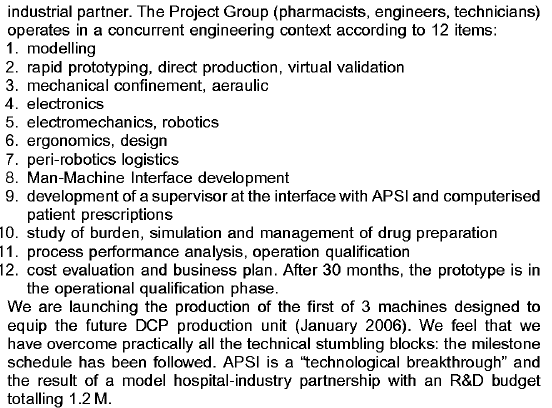 industrial partner. The Project Group (pharmacists, engineers, technicians)
operates in a concurrent engineering context according to 12 items:
1. modelling
2. rapid prototyping, direct production, virtual validation
3. mechanical confinement, aeraulic
4. electronics
5. electromechanics, robotics
6. ergonomics, design
7. peri-robotics logistics
8. Man-Machine Interface development
9. development of a supervisor at the interface with APSI and computerised
patient prescriptions
10. study of burden, simulation and management of drug preparation
11. process performance analysis, operation qualification
12. cost evaluation and business plan. After 30 months, the prototype is in
the operational qualification phase.
We are launching the production of the first of 3 machines designed to
equip the future DCP production unit (January 2006). We feel that we
have overcome practically all the technical stumbling blocks: the milestone
schedule has been followed. APSI is a "technological breakthrough" and
the result of a model hospital-industry partnership with an R&D budget
totalling 1.2 M.